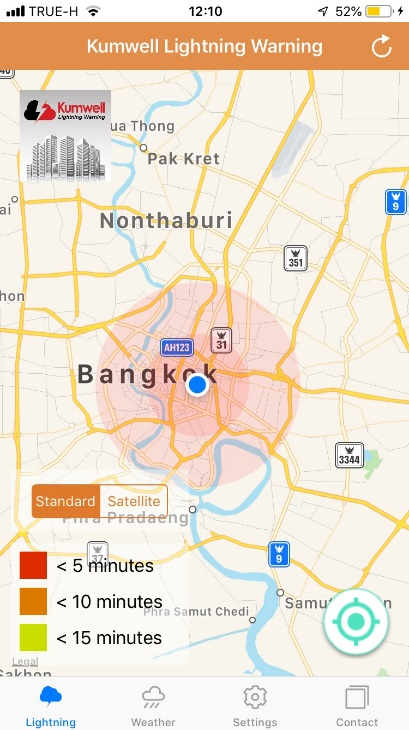 TRUE-H 12:10 52%
Kumwell Lightning Warning
Kumwell
Lightning Warning
ua Thong
Pak Kret
9
Nonthaburi
351
hon
31
AH123
Bangkok
3344
Standard Satellite
Phra Pradaeng
37
9
< 5 minutes
< 10 minutes
Phra Samut Chedi
< 15 minutes
Legal
Lightning Weather Settings Contact